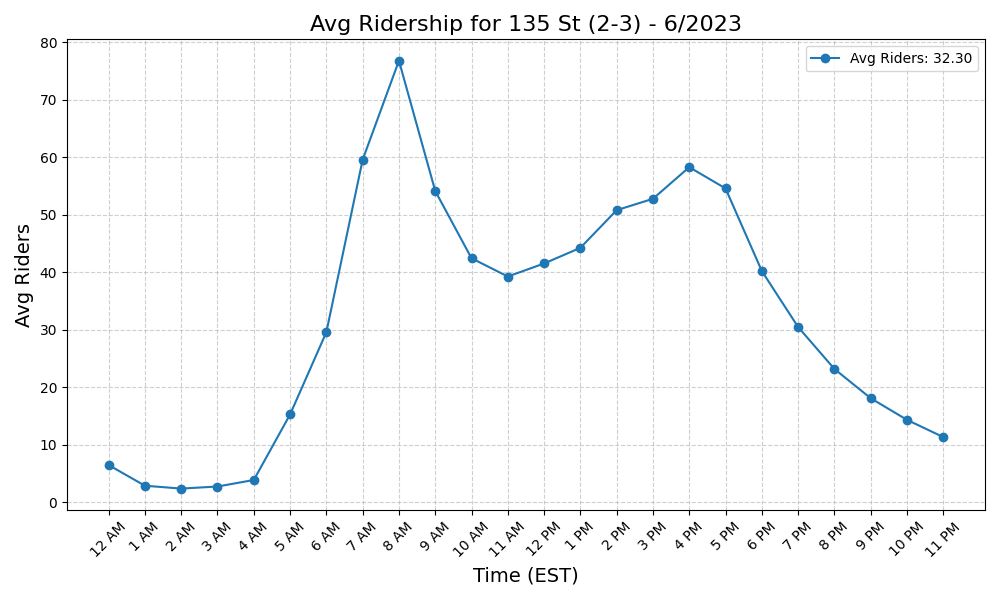 Avg Ridership for 135 St (2-3) - 6/2023
Avg Riders: 32.30
Avg Riders
80
70
60
50
40
30
20
10
0
12 AM
1 AM
2 AM
3 AM
4 AM
5 AM
6 AM
7 AM
8 AM
9 AM
10 AM
11 AM
12 PM
1 PM
2 PM
3 PM
4 PM
5 PM
6 PM
7 PM
8 PM
9 PM
10 PM
11 PM
Time (EST)